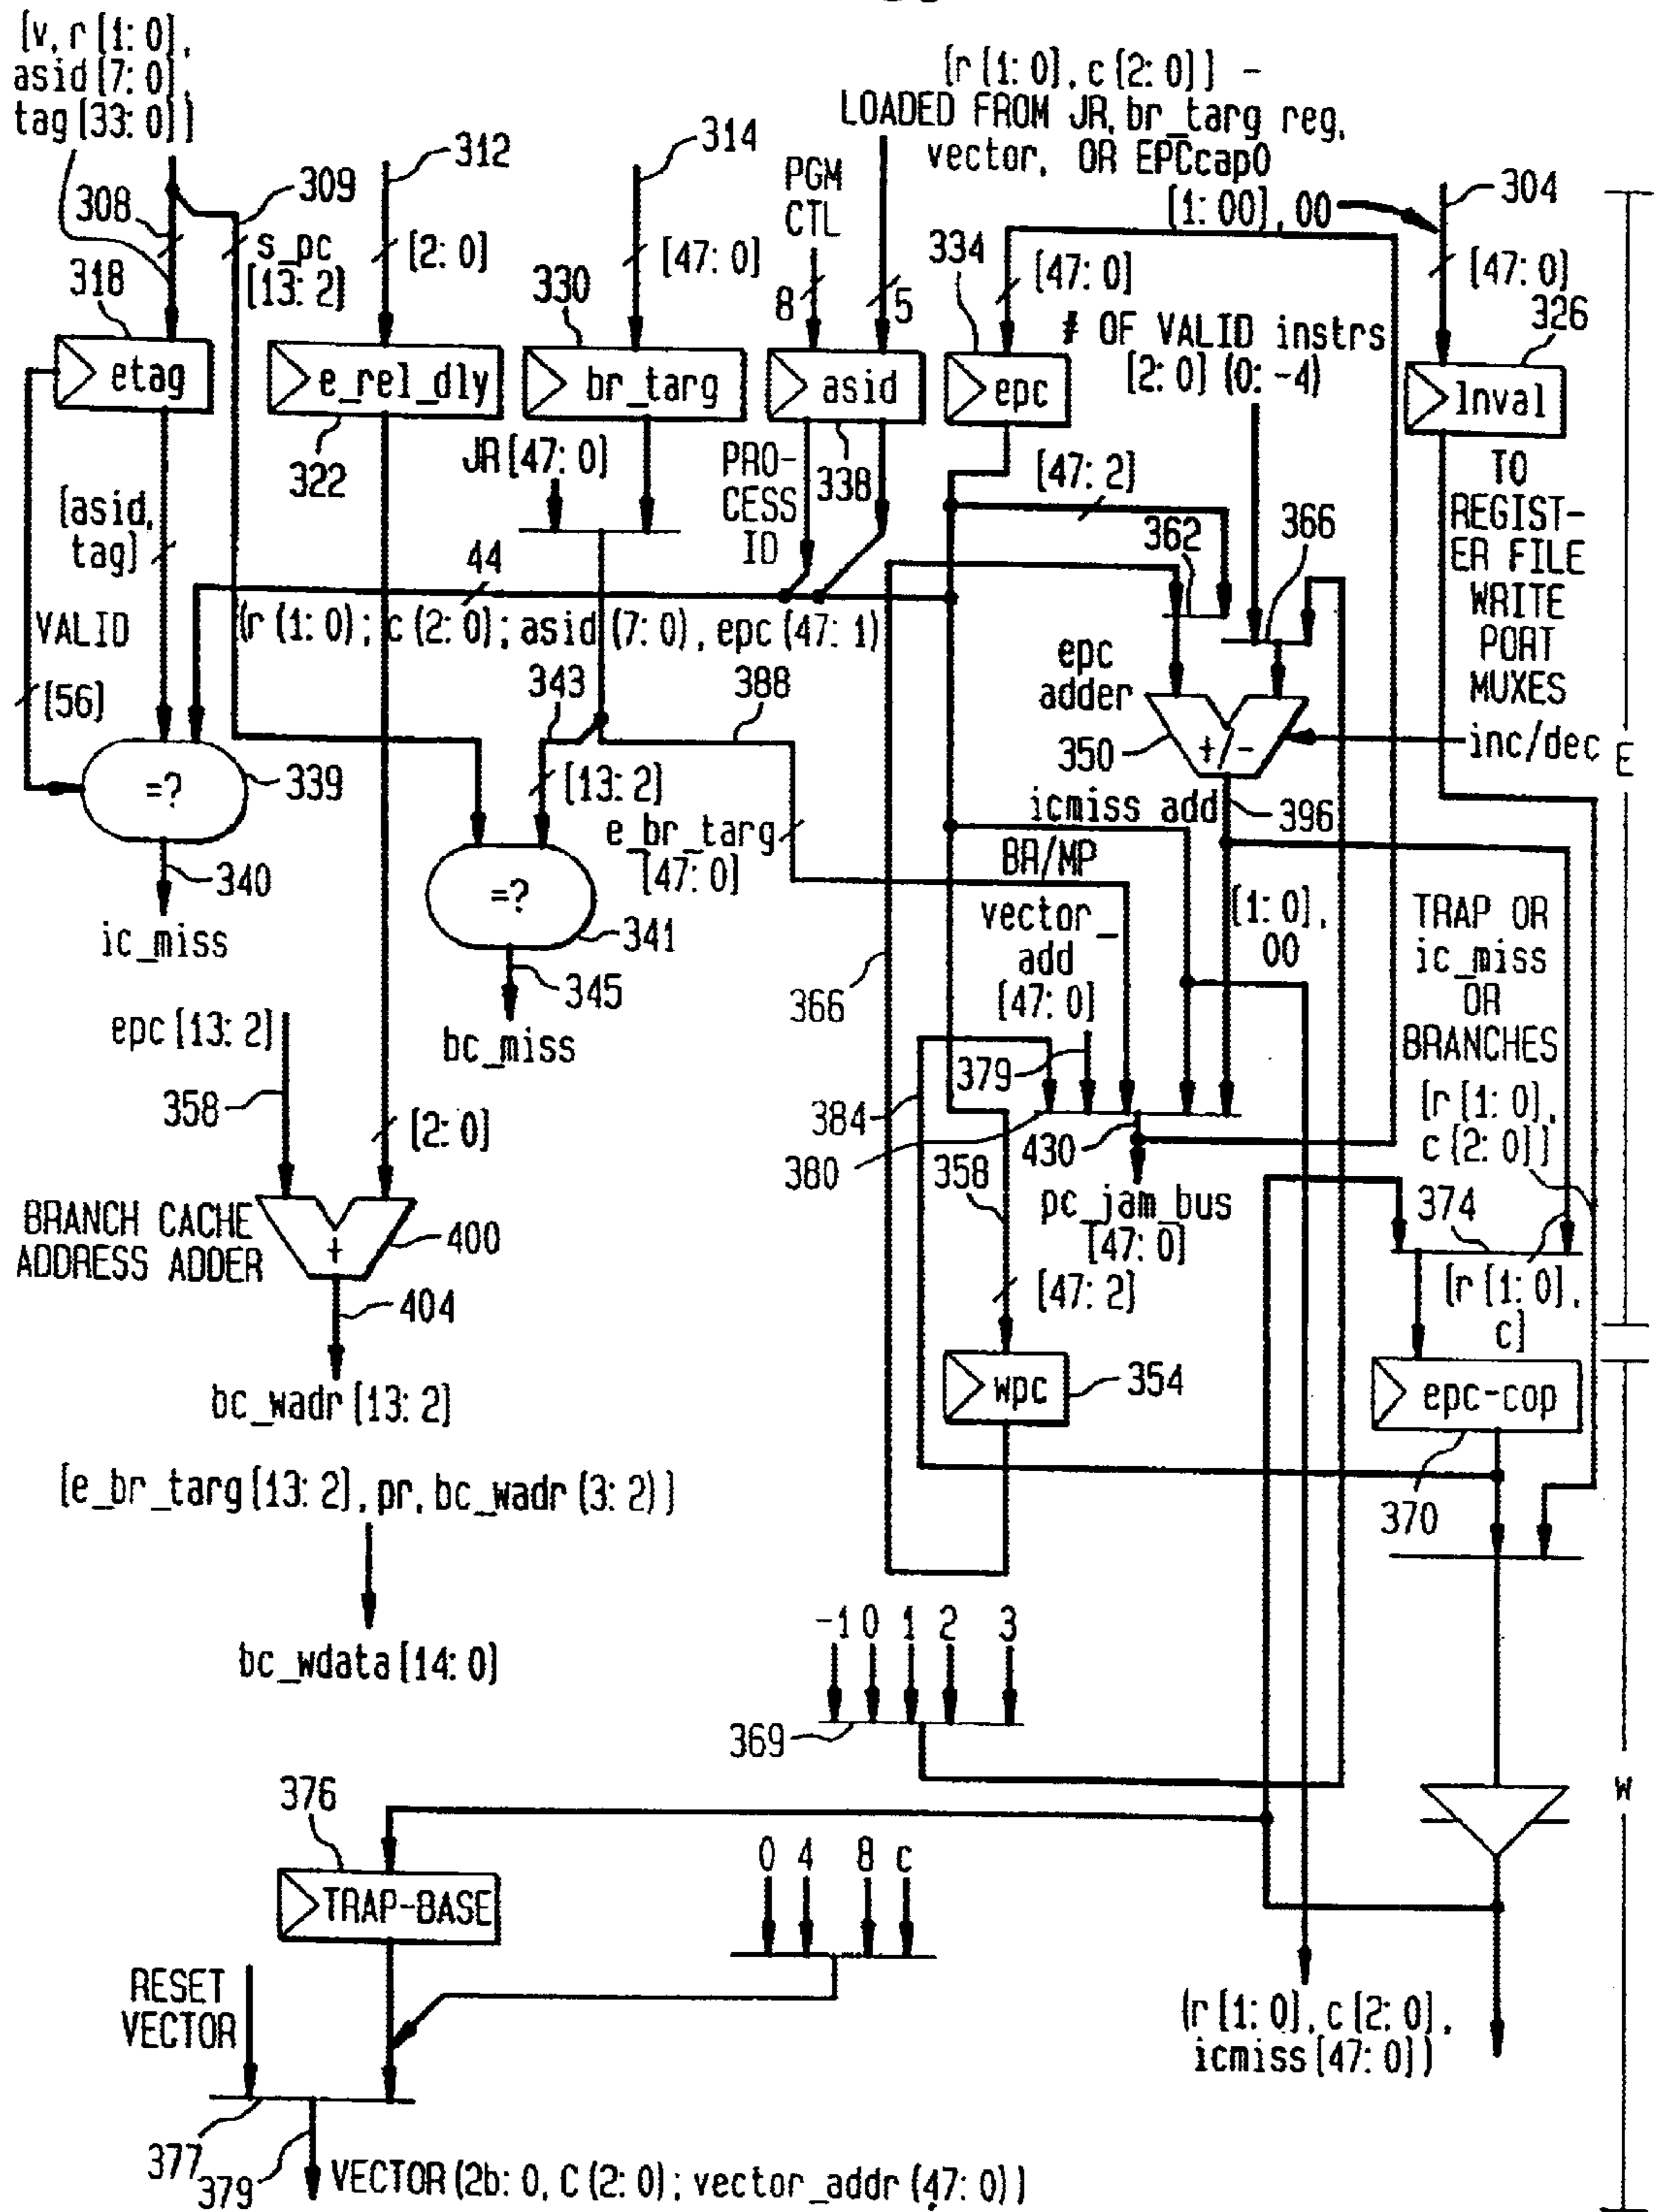 [v, r[1:0],
asid[7:0],
tag[33:0])
308
309
s_pc
[13:2]
312
[2:0]
314
[47:0]
[r[1:0], c[2:0]] -
LOADED FROM JR, br_targ reg,
vector, OR EPCcap0
[1:00],00
304
[47:0]
PGM
CTL
8
5
334
[47:0]
# OF VALID instrs
[2:0] (0:-4)
318
etag
e_rel_dly
322
330
br_targ
asid
338
epc
326
lnval
TO
REGIST-
ER FILE
WRITE
PORT
MUXES
JR[47:0]
PRO-
CESS
ID
[47:2]
362
366
[asid,
tag]
44
VALID
(r(1:0); c(2:0); asid(7:0), epc(47:1)
[56]
343
388
epc
adder
350
+/-
inc/dec
E
=?
339
340
ic_miss
[13:2]
e_br_targ
[47:0]
=?
341
345
bc_miss
icmiss add
396
BR/MP
vector_
add
[47:0]
379
[1:0],
00
TRAP OR
ic_miss
OR
BRANCHES
366
epc[13:2]
358
[2:0]
384
380
358
430
pc_jam_bus
[47:0]
[r[1:0],
c[2:0]]
374
BRANCH CACHE
ADDRESS ADDER
+
400
404
bc_wadr[13:2]
[47:2]
[r[1:0],
c]
wpc
354
epc-cop
370
[e_br_targ[13:2], pr, bc_wadr(3:2)]
bc_wdata[14:0]
-1 0 1 2 3
369
W
376
TRAP-BASE
0 4 8 c
RESET
VECTOR
377
379
VECTOR(2b:0, C(2:0); vector_addr(47:0))
(r[1:0], c[2:0],
icmiss[47:0])